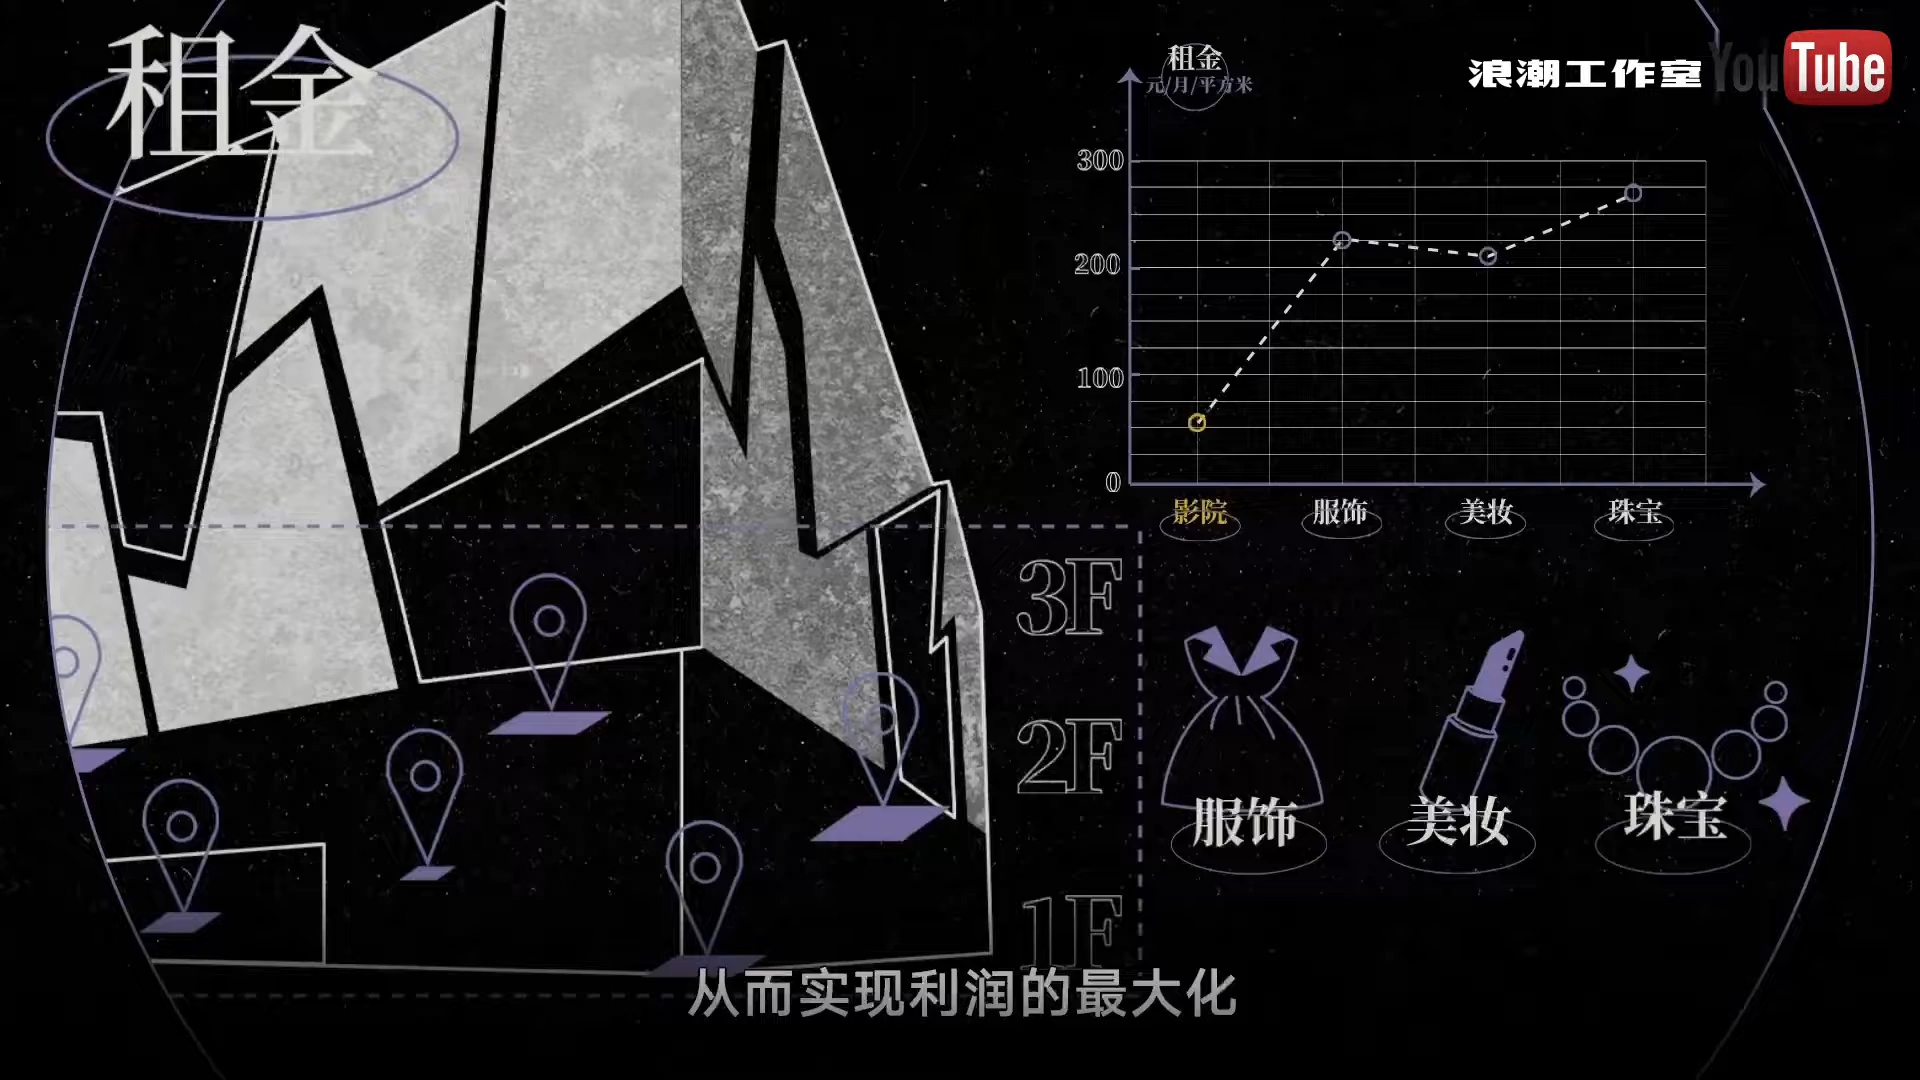 租金
租金
元/月/平方米
浪潮工作室
YouTube
300
200
100
0
影院 服饰 美妆 珠宝
3F
2F
1F
服饰 美妆 珠宝
从而实现利润的最大化